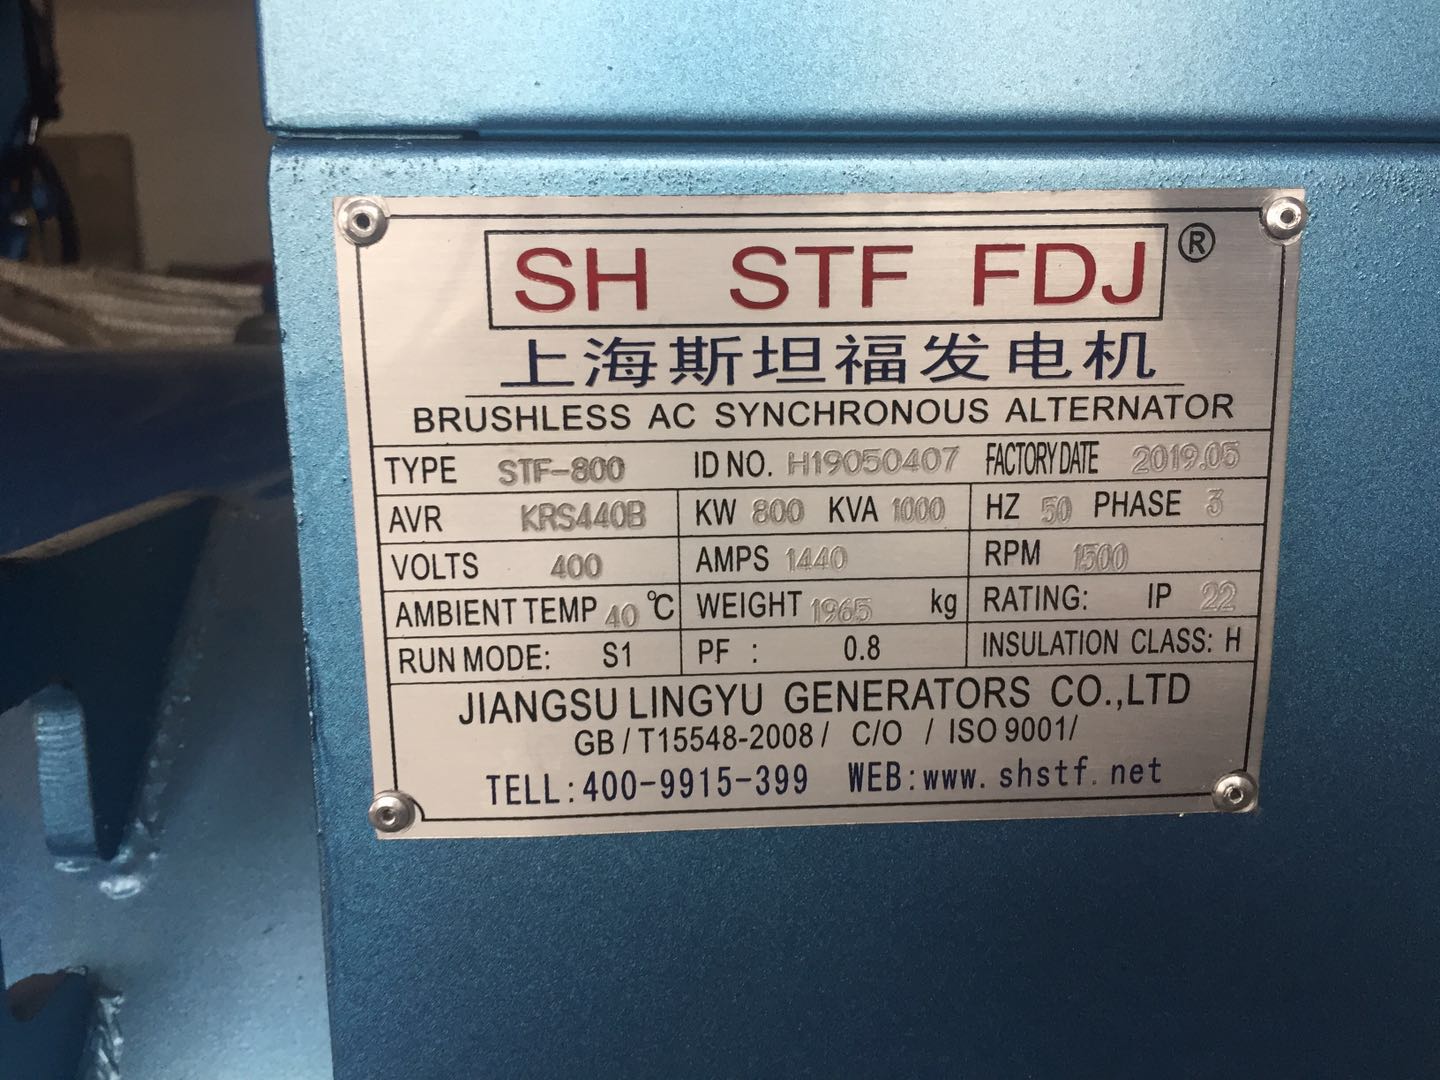 SH STF FDJ ®
上海斯坦福发电机
BRUSHLESS AC SYNCHRONOUS ALTERNATOR
TYPE STF-800 ID NO. H19050407 FACTORY DATE 2019.05
AVR KRS440B KW 800 KVA 1000 HZ 50 PHASE 3
VOLTS 400 AMPS 1440 RPM 1500
AMBIENT TEMP 40 ℃ WEIGHT 1965 kg RATING: IP 22
RUN MODE: S1 PF : 0.8 INSULATION CLASS: H
JIANGSU LINGYU GENERATORS CO.,LTD
GB/T15548-2008/ C/O / ISO 9001/
TELL:400-9915-399 WEB:www.shstf.net